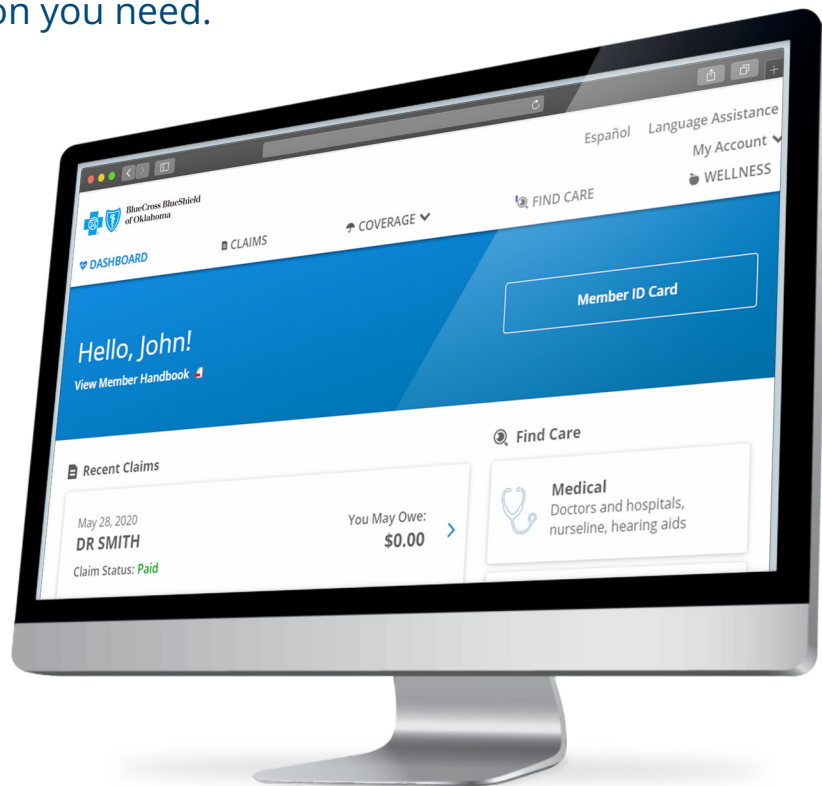 on you need.
Español Language Assistance
My Account
BlueCross BlueShield
of Oklahoma
DASHBOARD
CLAIMS
COVERAGE
FIND CARE
WELLNESS
Hello, John!
View Member Handbook
Member ID Card
Recent Claims
May 28, 2020
DR SMITH
Claim Status: Paid
You May Owe:
$0.00
Find Care
Medical
Doctors and hospitals,
nurseline, hearing aids